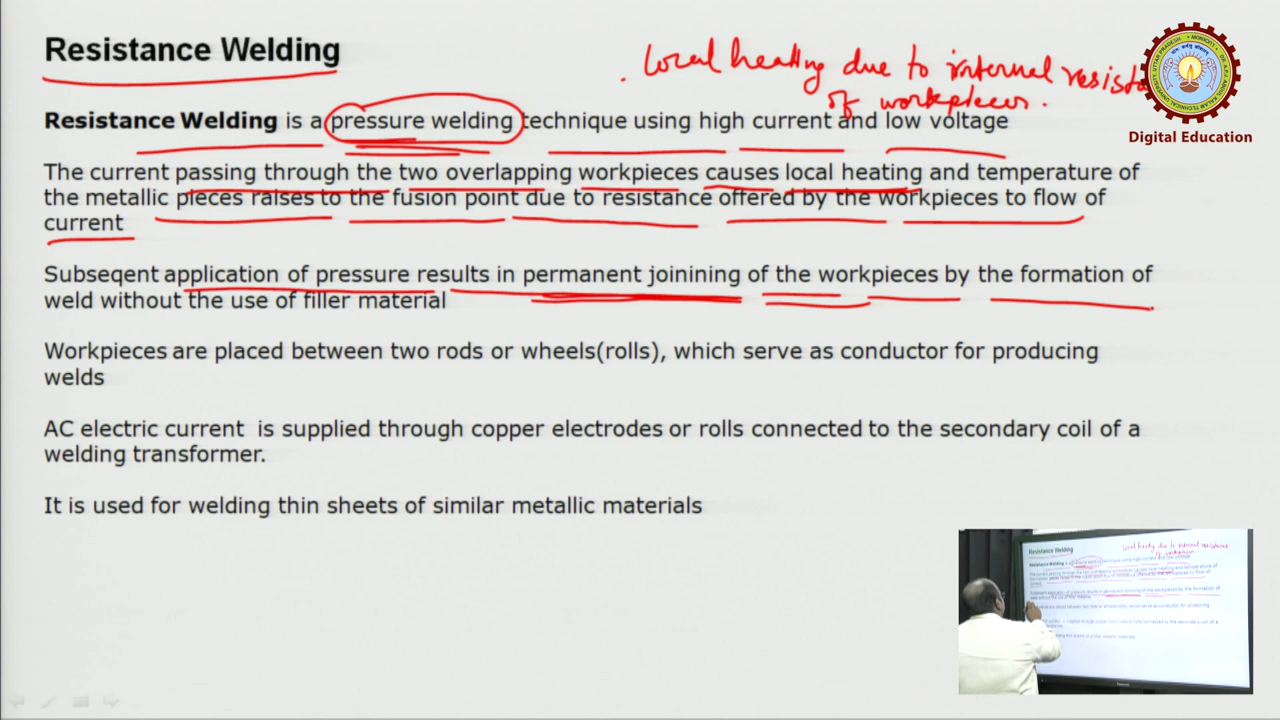 Resistance Welding
. Local heating due to internal
of workpieces.
Digital Education
Resistance Welding is a pressure welding technique using high current and low voltage
The current passing through the two overlapping workpieces causes local heating and temperature of
the metallic pieces raises to the fusion point due to resistance offered by the workpieces to flow of
current
Subseqent application of pressure results in permanent joinining of the workpieces by the formation of
weld without the use of filler material
Workpieces are placed between two rods or wheels(rolls), which serve as conductor for producing
welds
AC electric current is supplied through copper electrodes or rolls connected to the secondary coil of a
welding transformer.
It is used for welding thin sheets of similar metallic materials